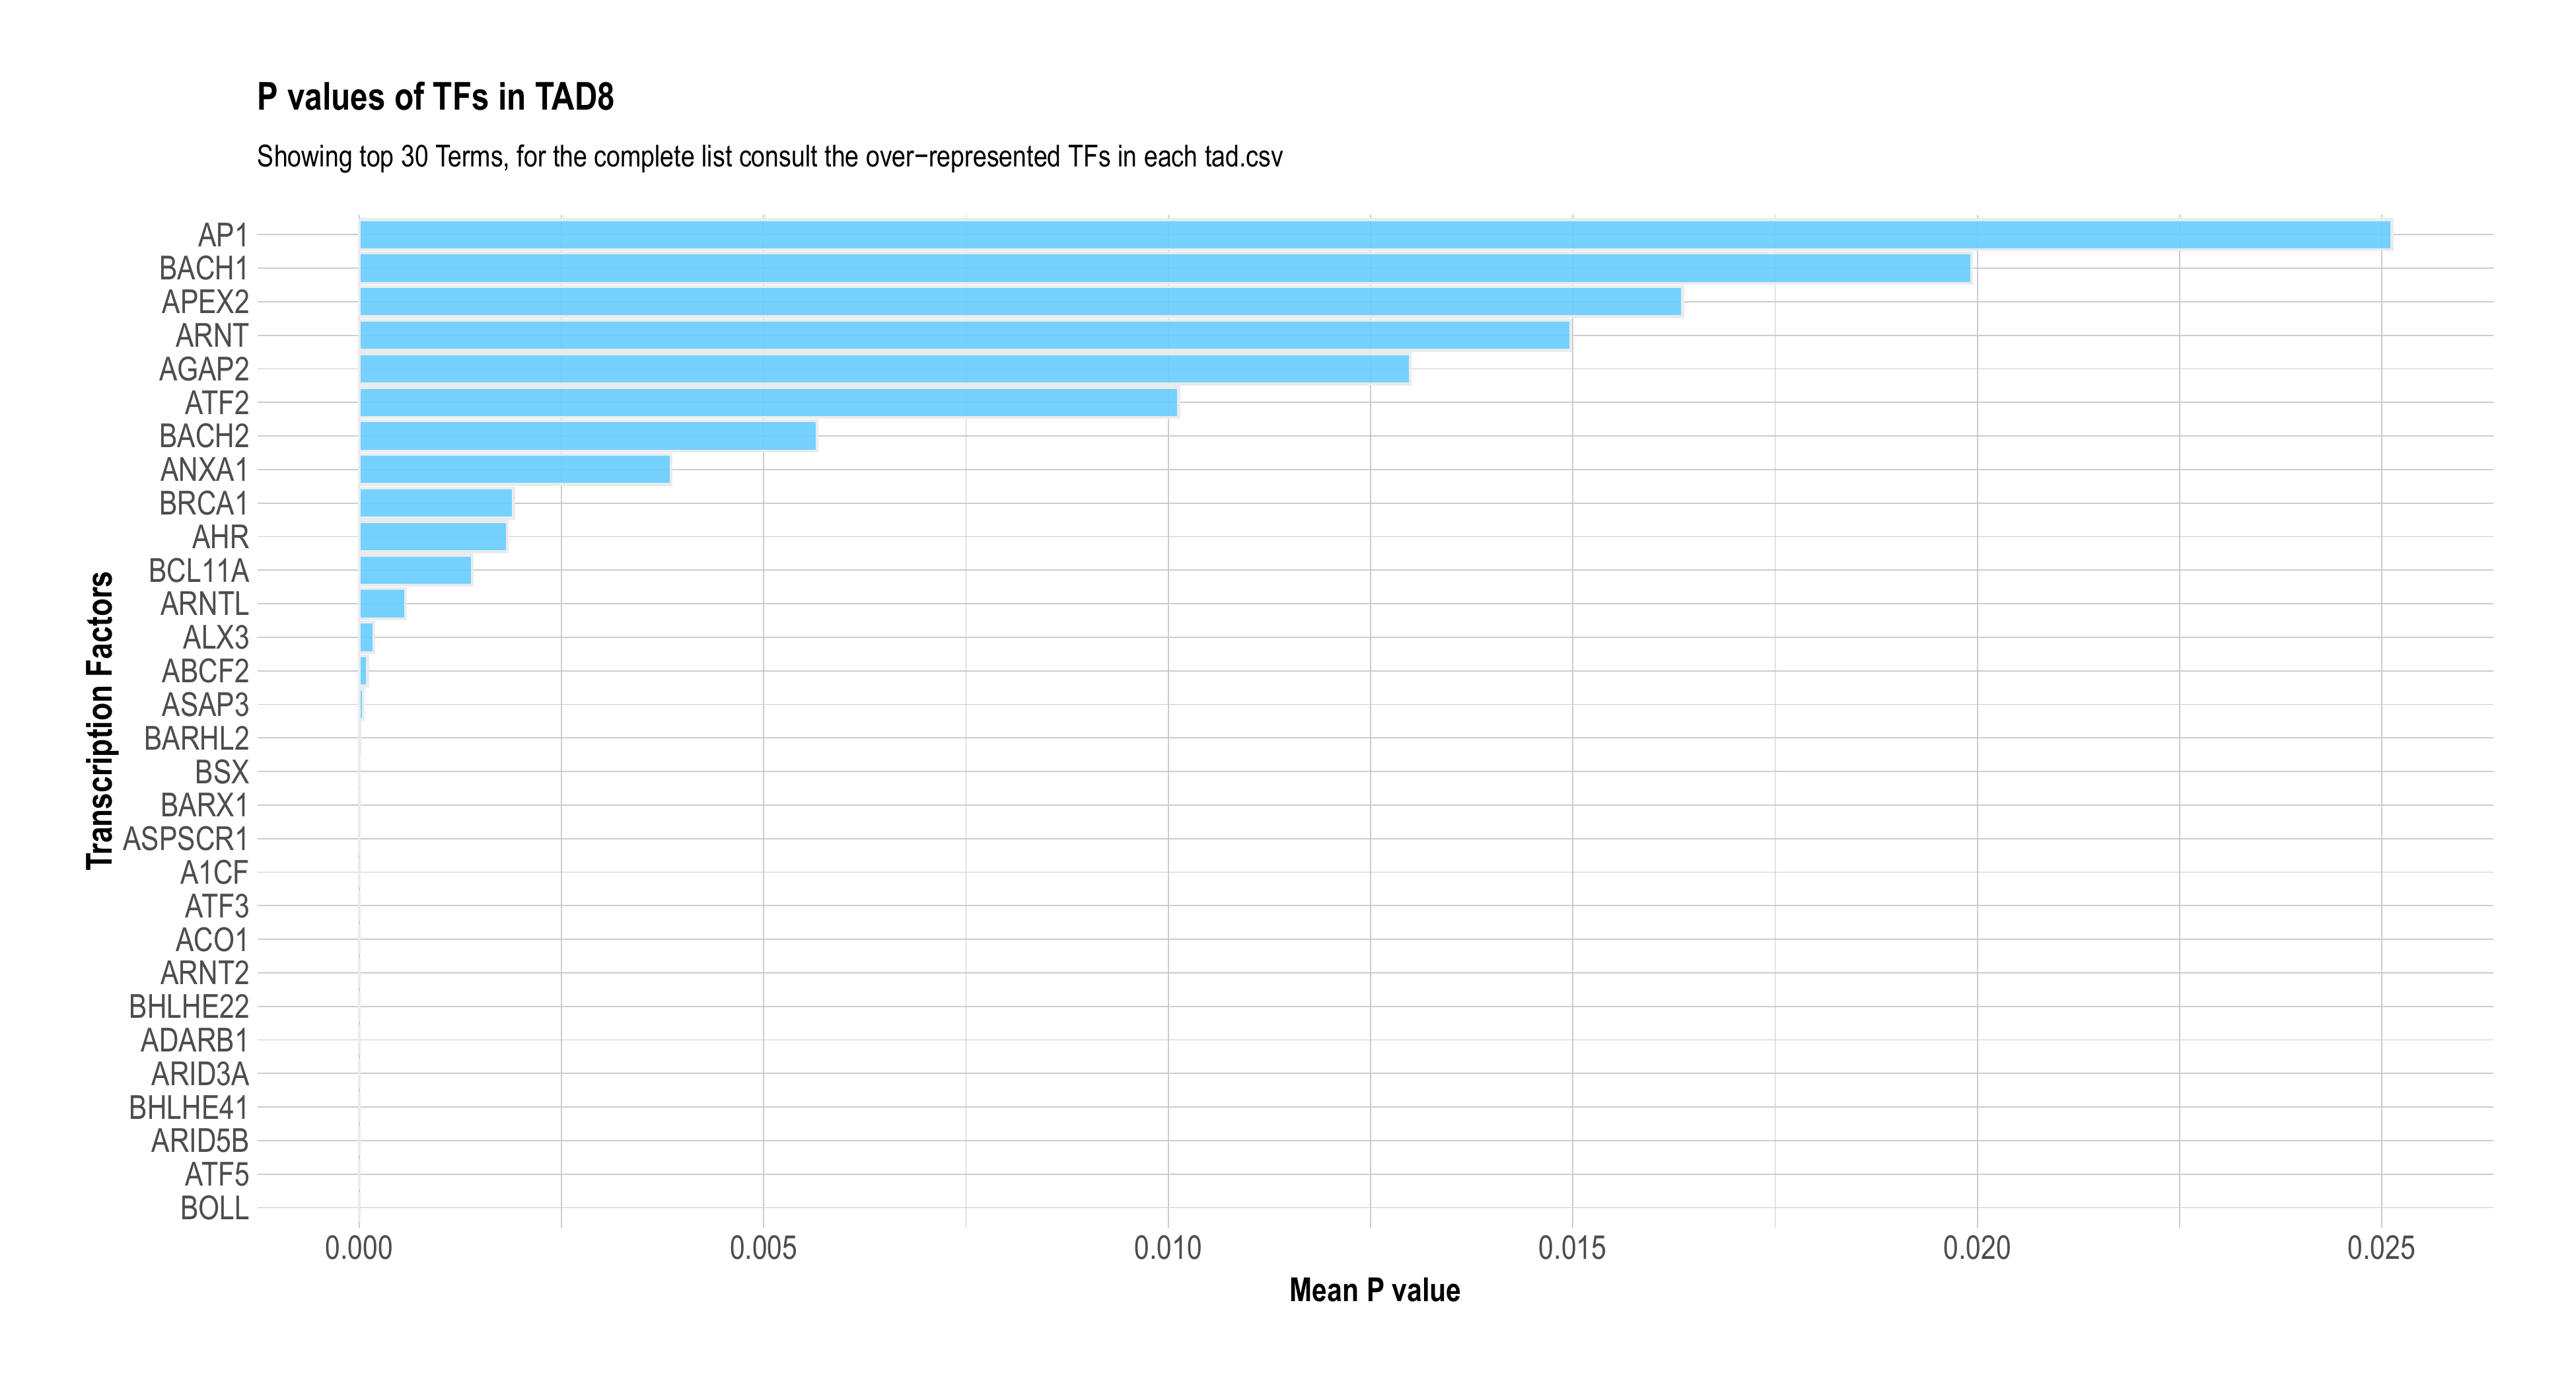 P values of TFs in TAD8
Showing top 30 Terms, for the complete list consult the over−represented TFs in each tad.csv
Transcription Factors
AP1
BACH1
APEX2
ARNT
AGAP2
ATF2
BACH2
ANXA1
BRCA1
AHR
BCL11A
ARNTL
ALX3
ABCF2
ASAP3
BARHL2
BSX
BARX1
ASPSCR1
A1CF
ATF3
ACO1
ARNT2
BHLHE22
ADARB1
ARID3A
BHLHE41
ARID5B
ATF5
BOLL
0.000 0.005 0.010 0.015 0.020 0.025
Mean P value